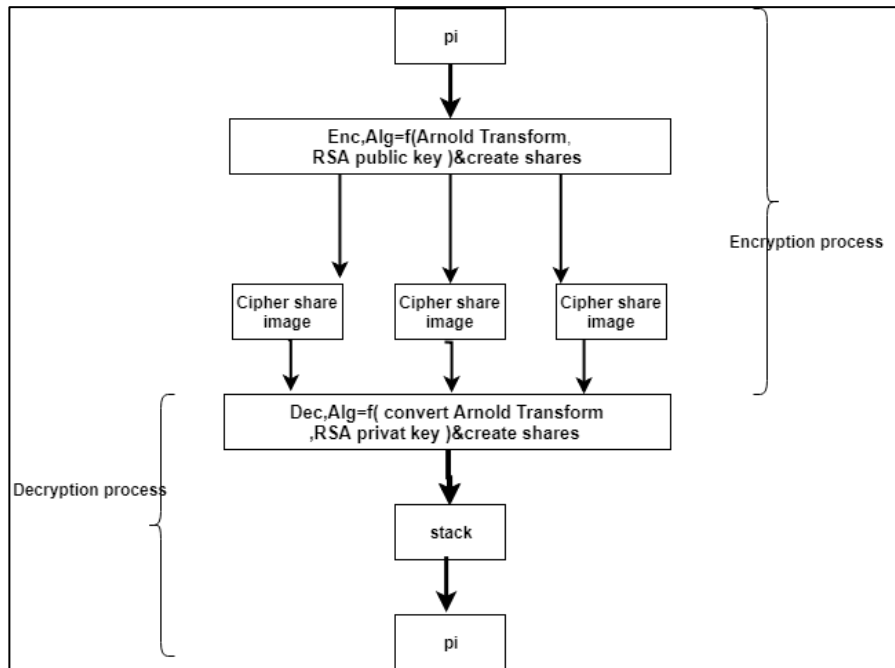 pi
Enc,Alg=f(Arnold Transform,
RSA public key )&create shares
Encryption process
Cipher share
image
Cipher share
image
Cipher share
image
Dec,Alg=f( convert Arnold Transform
,RSA privat key )&create shares
Decryption process
stack
pi